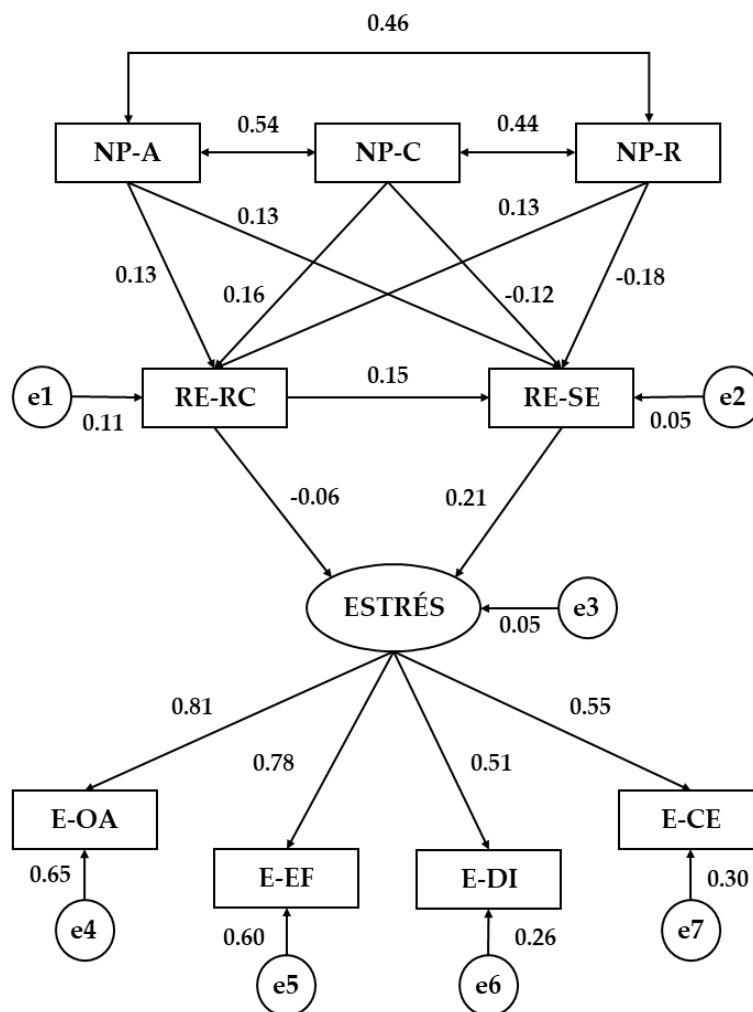 0.46
NP-A 0.54 NP-C 0.44 NP-R
0.13 0.13
0.13 0.16 -0.12 -0.18
e1 RE-RC 0.15 RE-SE e2
0.11 0.05
-0.06 0.21
ESTRÉS e3
0.05
0.81 0.55
0.78 0.51
E-OA E-CE
E-EF E-DI
0.65 0.30
e4 0.60 0.26 e7
e5 e6